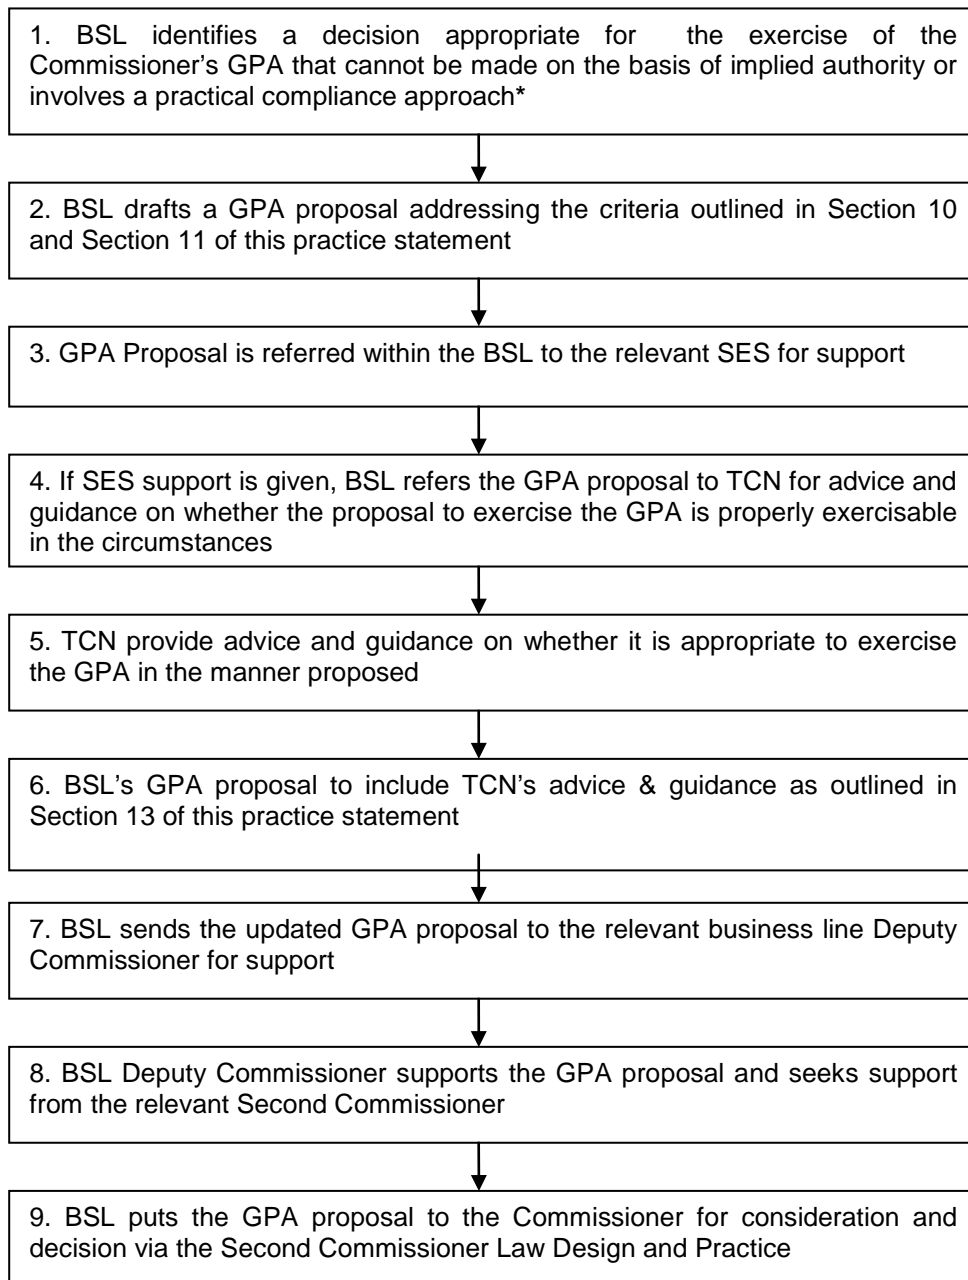 1. BSL identifies a decision appropriate for the exercise of the
Commissioner's GPA that cannot be made on the basis of implied authority or
involves a practical compliance approach*
2. BSL drafts a GPA proposal addressing the criteria outlined in Section 10
and Section 11 of this practice statement
3. GPA Proposal is referred within the BSL to the relevant SES for support
4. If SES support is given, BSL refers the GPA proposal to TCN for advice and
guidance on whether the proposal to exercise the GPA is properly exercisable
in the circumstances
5. TCN provide advice and guidance on whether it is appropriate to exercise
the GPA in the manner proposed
6. BSL's GPA proposal to include TCN's advice & guidance as outlined in
Section 13 of this practice statement
7. BSL sends the updated GPA proposal to the relevant business line Deputy
Commissioner for support
8. BSL Deputy Commissioner supports the GPA proposal and seeks support
from the relevant Second Commissioner
9. BSL puts the GPA proposal to the Commissioner for consideration and
decision via the Second Commissioner Law Design and Practice